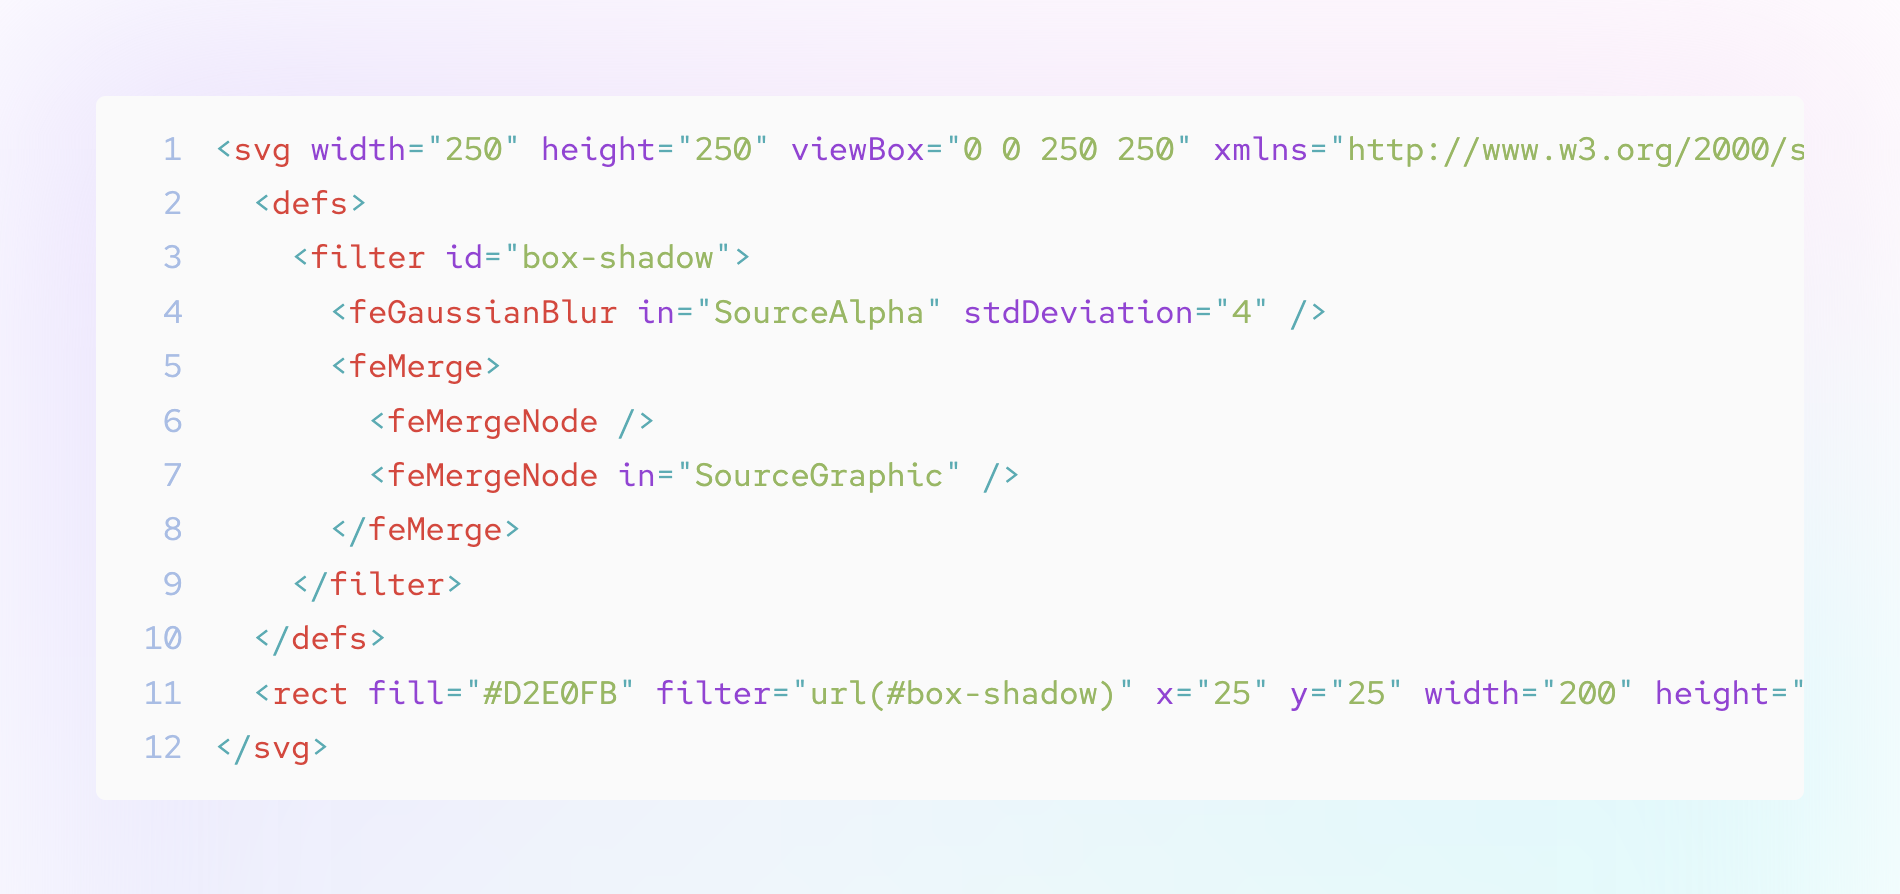 1 <svg width="250" height="250" viewBox="0 0 250 250" xmlns="http://www.w3.org/2000/s
2 <defs>
3 <filter id="box-shadow">
4 <feGaussianBlur in="SourceAlpha" stdDeviation="4" />
5 <feMerge>
6 <feMergeNode />
7 <feMergeNode in="SourceGraphic" />
8 </feMerge>
9 </filter>
10 </defs>
11 <rect fill="#D2E0FB" filter="url(#box-shadow)" x="25" y="25" width="200" height="
12 </svg>